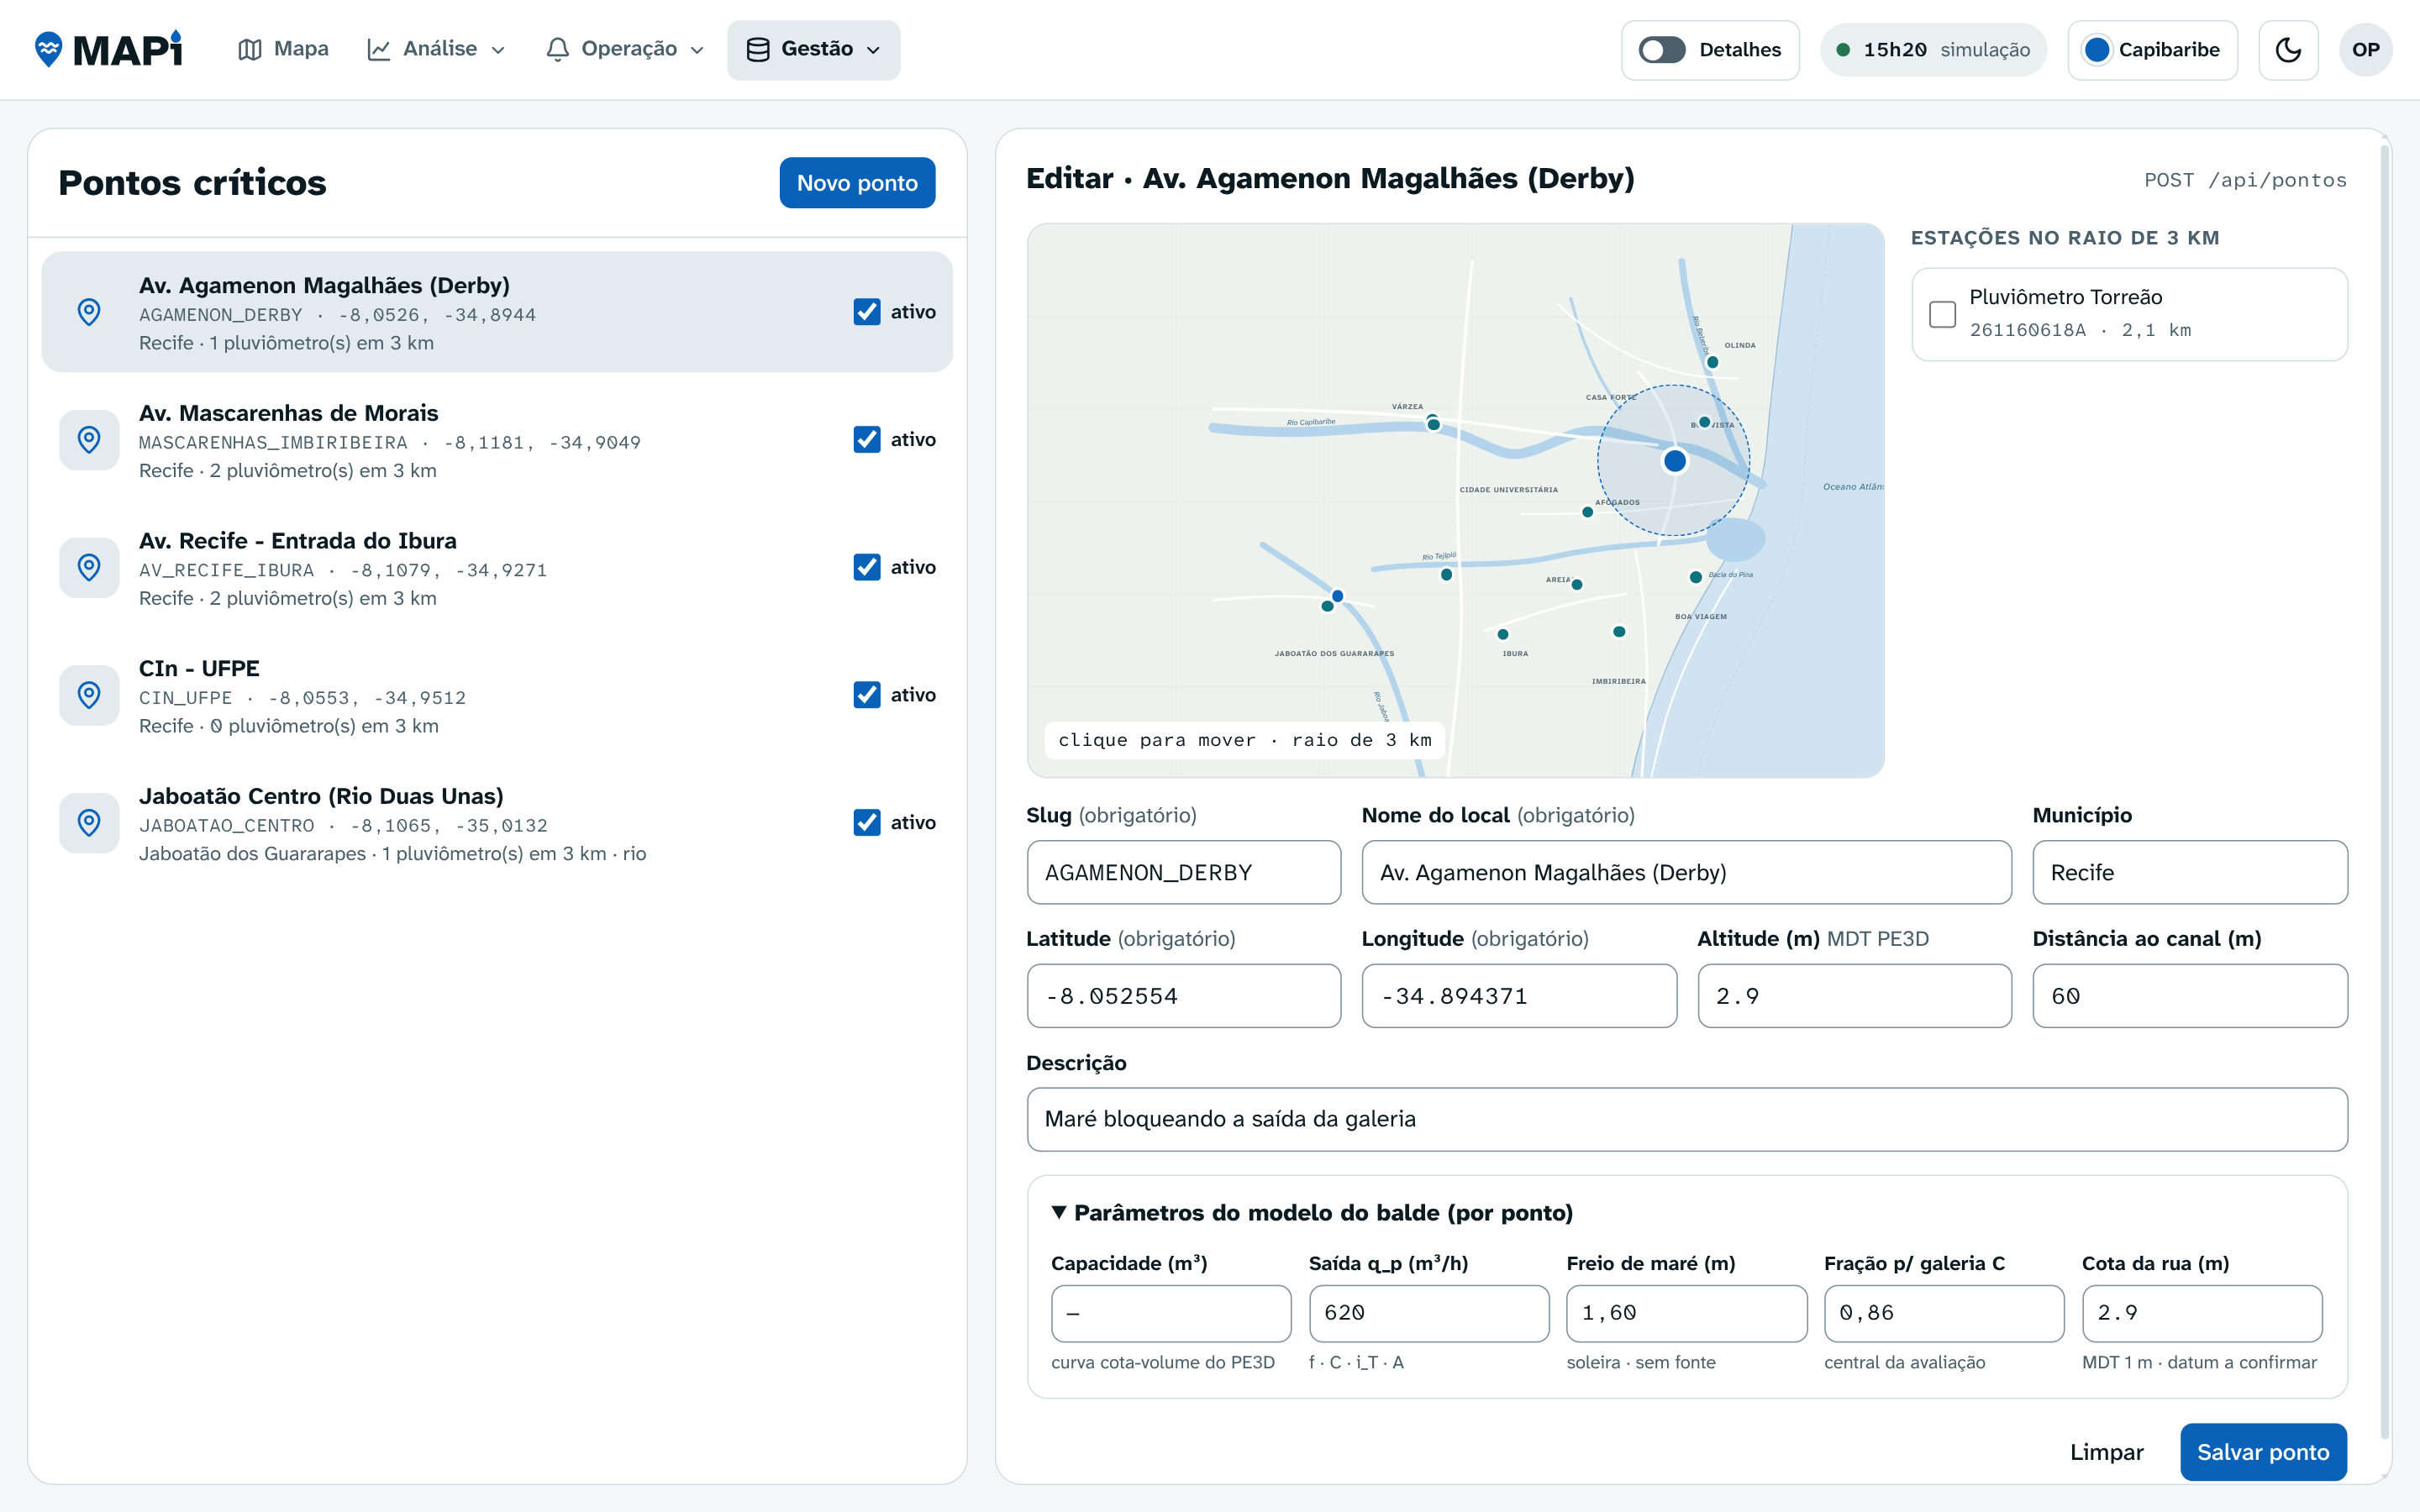 MAPi
Mapa
Análise
Operação
Gestão
Detalhes
15h20 simulação
Capibaribe
OP
Pontos críticos
Novo ponto
Av. Agamenon Magalhães (Derby)
AGAMENON_DERBY · -8,0526, -34,8944
Recife · 1 pluviômetro(s) em 3 km
ativo
Av. Mascarenhas de Morais
MASCARENHAS_IMBIRIBEIRA · -8,1181, -34,9049
Recife · 2 pluviômetro(s) em 3 km
ativo
Av. Recife - Entrada do Ibura
AV_RECIFE_IBURA · -8,1079, -34,9271
Recife · 2 pluviômetro(s) em 3 km
ativo
CIn - UFPE
CIN_UFPE · -8,0553, -34,9512
Recife · 0 pluviômetro(s) em 3 km
ativo
Jaboatão Centro (Rio Duas Unas)
JABOATAO_CENTRO · -8,1065, -35,0132
Jaboatão dos Guararapes · 1 pluviômetro(s) em 3 km · rio
ativo
Editar · Av. Agamenon Magalhães (Derby)
POST /api/pontos
Rio Beberibe
OLINDA
CASA FORTE
VÁRZEA
Rio Capibaribe
CIDADE UNIVERSITÁRIA
AFOGADOS
Oceano Atlân
Rio Tejipió
Bacia do Pina
BOA VIAGEM
JABOATÃO DOS GUARARAPES
IBURA
IMBIRIBEIRA
clique para mover · raio de 3 km
ESTAÇÕES NO RAIO DE 3 KM
Pluviômetro Torreão
261160618A · 2,1 km
Slug (obrigatório)
Nome do local (obrigatório)
Município
AGAMENON_DERBY
Av. Agamenon Magalhães (Derby)
Recife
Latitude (obrigatório)
Longitude (obrigatório)
Altitude (m) MDT PE3D
Distância ao canal (m)
-8.052554
-34.894371
2.9
60
Descrição
Maré bloqueando a saída da galeria
▼ Parâmetros do modelo do balde (por ponto)
Capacidade (m³)
Saída q_p (m³/h)
Freio de maré (m)
Fração p/ galeria C
Cota da rua (m)
—
620
1,60
0,86
2.9
curva cota-volume do PE3D
f · C · i_T · A
soleira · sem fonte
central da avaliação
MDT 1 m · datum a confirmar
Limpar
Salvar ponto